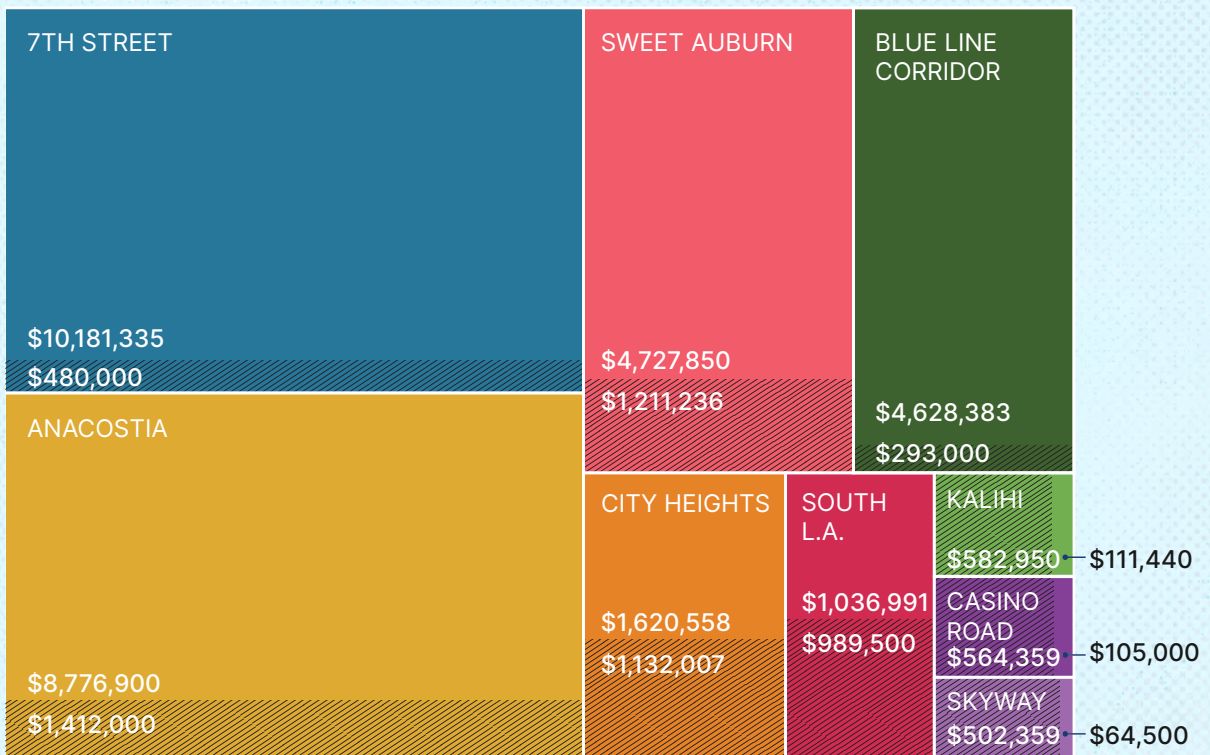 7TH STREET
$10,181,335
$480,000
SWEET AUBURN
$4,727,850
$1,211,236
BLUE LINE
CORRIDOR
$4,628,383
$293,000
ANACOSTIA
$8,776,900
$1,412,000
CITY HEIGHTS
$1,620,558
$1,132,007
SOUTH
L.A.
$1,036,991
$989,500
KALIHI
$582,950
$111,440
CASINO
ROAD
$564,359
$105,000
SKYWAY
$502,359
$64,500